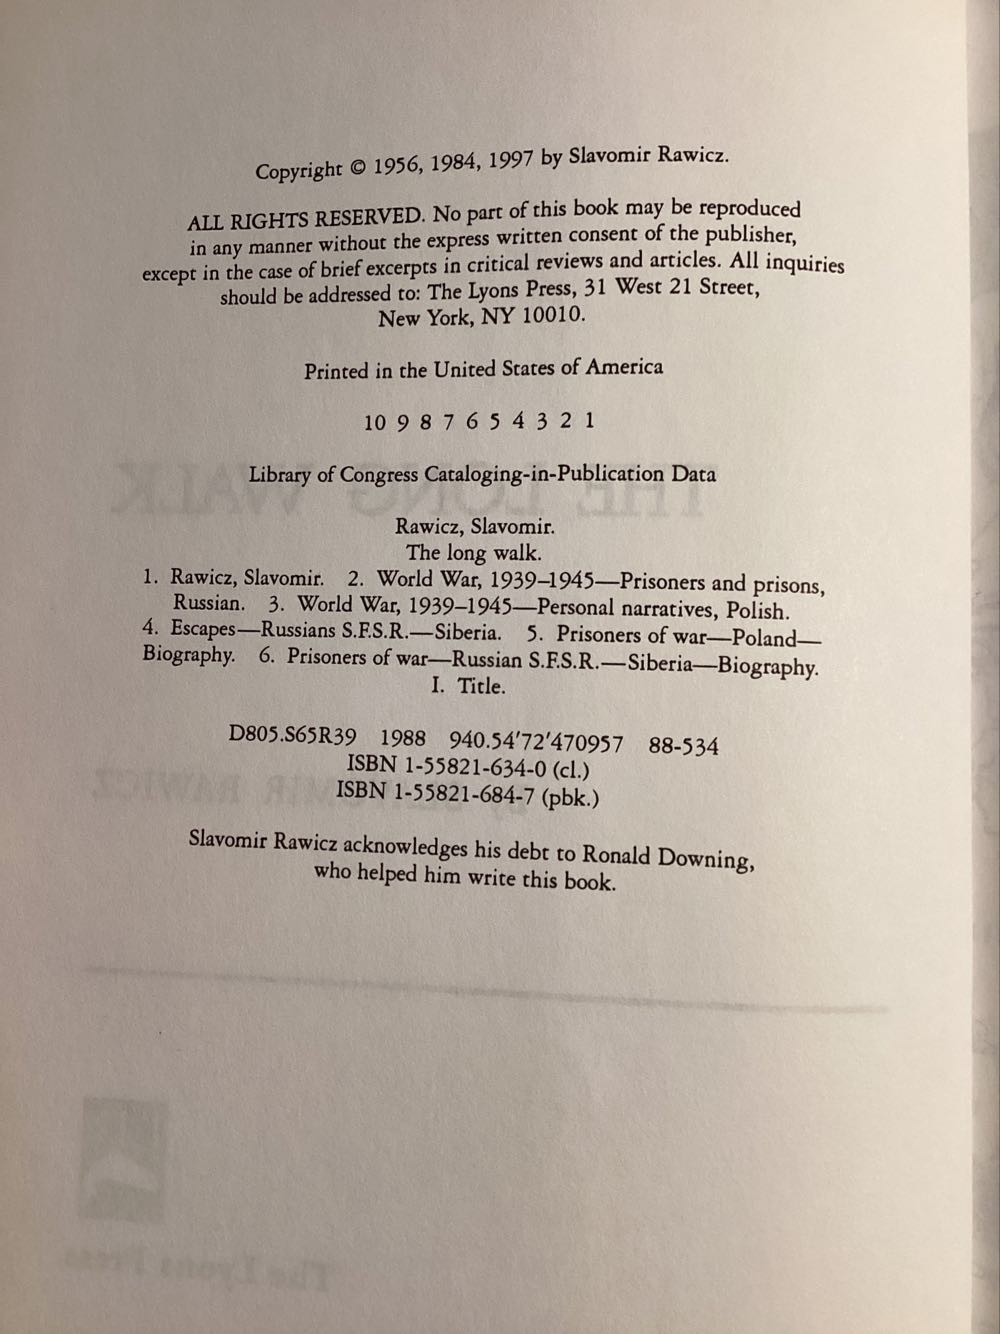 Copyright © 1956, 1984, 1997 by Slavomir Rawicz.
ALL RIGHTS RESERVED. No part of this book may be reproduced
in any manner without the express written consent of the publisher,
except in the case of brief excerpts in critical reviews and articles. All inquiries
should be addressed to: The Lyons Press, 31 West 21 Street,
New York, NY 10010.
Printed in the United States of America
10 9 8 7 6 5 4 3 2 1
Library of Congress Cataloging-in-Publication Data
Rawicz, Slavomir.
The long walk.
1. Rawicz, Slavomir. 2. World War, 1939–1945—Prisoners and prisons,
Russian. 3. World War, 1939–1945—Personal narratives, Polish.
4. Escapes—Russians S.F.S.R.—Siberia. 5. Prisoners of war—Poland—
Biography. 6. Prisoners of war—Russian S.F.S.R.—Siberia—Biography.
I. Title.
D805.S65R39 1988 940.54'72'470957 88-534
ISBN 1-55821-634-0 (cl.)
ISBN 1-55821-684-7 (pbk.)
Slavomir Rawicz acknowledges his debt to Ronald Downing,
who helped him write this book.
THE LONG WALK
SLAVOMIR RAWICZ
The Lyons Press